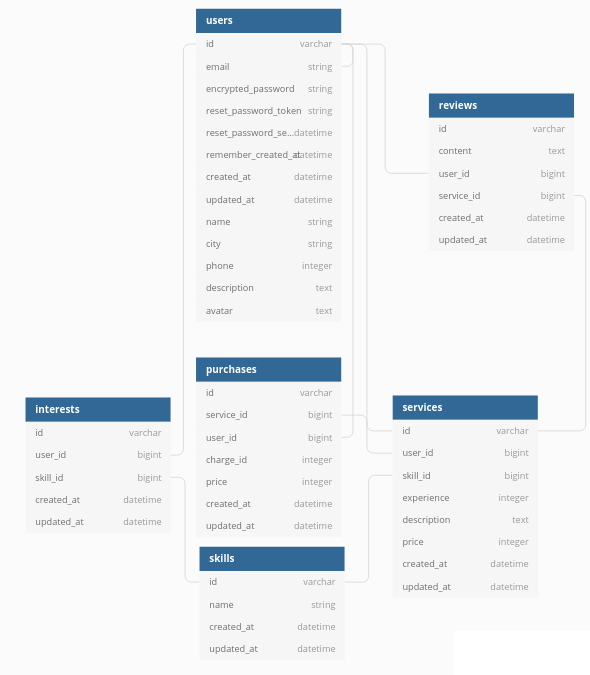 users
id varchar
email string
encrypted_password string
reset_password_token string
reset_password_se...datetime
remember_created_at datetime
created_at datetime
updated_at datetime
name string
city string
phone integer
description text
avatar text
reviews
id varchar
content text
user_id bigint
service_id bigint
created_at datetime
updated_at datetime
purchases
id varchar
service_id bigint
user_id bigint
charge_id integer
price integer
created_at datetime
updated_at datetime
interests
id varchar
user_id bigint
skill_id bigint
created_at datetime
updated_at datetime
services
id varchar
user_id bigint
skill_id bigint
experience integer
description text
price integer
created_at datetime
updated_at datetime
skills
id varchar
name string
created_at datetime
updated_at datetime